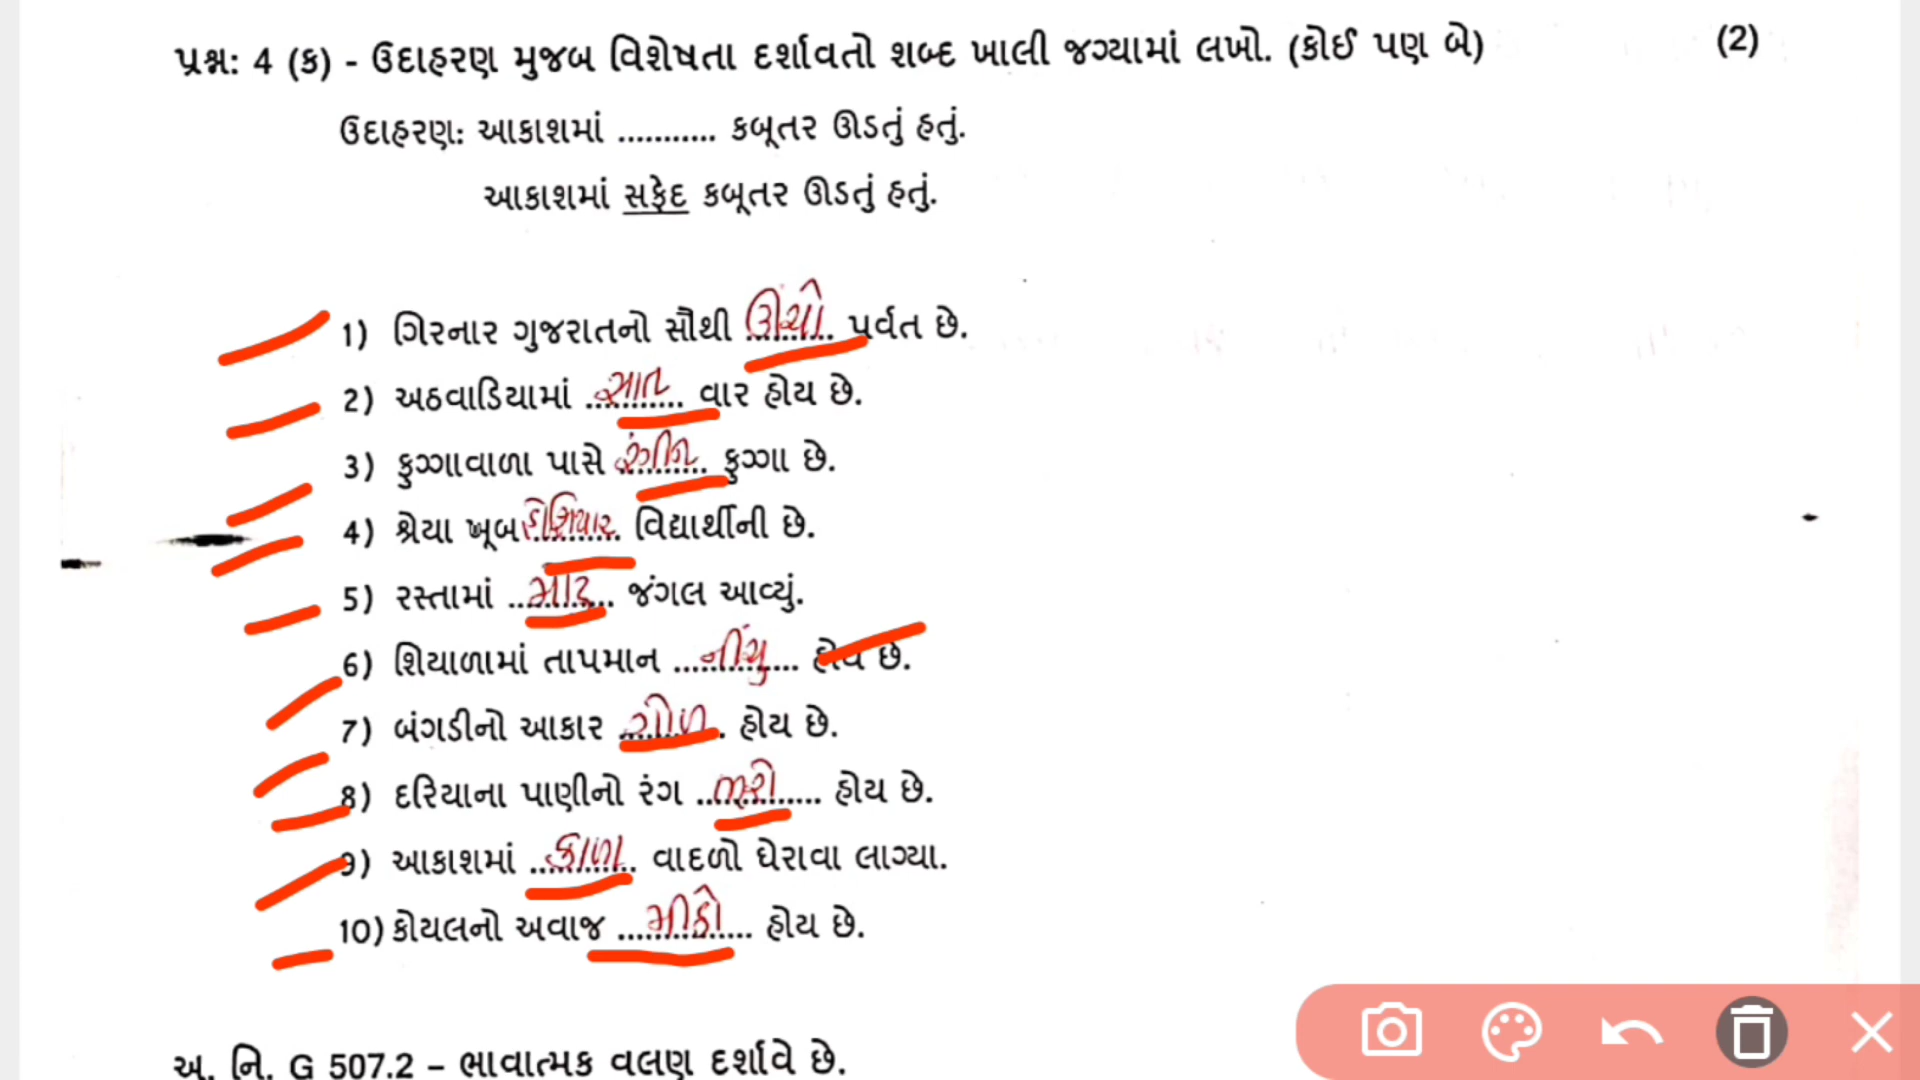 પ્રશ્ન: 4 (ક) - ઉદાહરણ મુજબ વિશેષતા દર્શાવતો શબ્દ ખાલી જગ્યામાં લખો. (કોઈ પણ બે) (2)
ઉદાહરણ: આકાશમાં ........... કબૂતર ઊડતું હતું.
આકાશમાં સફેદ કબૂતર ઊડતું હતું.
1) ગિરનાર ગુજરાતનો સૌથી ઊંચો પર્વત છે.
2) અઠવાડિયામાં સાત વાર હોય છે.
3) ફુગ્ગાવાળા પાસે રંગીન ફુગ્ગા છે.
4) શ્રેયા ખૂબ હોશિયાર વિદ્યાર્થીની છે.
5) રસ્તામાં જંગલ આવ્યું.
6) શિયાળામાં તાપમાન નીચુ હોય છે.
7) બંગડીનો આકાર ગોળ હોય છે.
8) દરિયાના પાણીનો રંગ હોય છે.
9) આકાશમાં કાળા વાદળો ઘેરાવા લાગ્યા.
10) કોયલનો અવાજ મીઠો હોય છે.
અ. નિ. G 507.2 – ભાવાત્મક વલણ દર્શાવે છે.